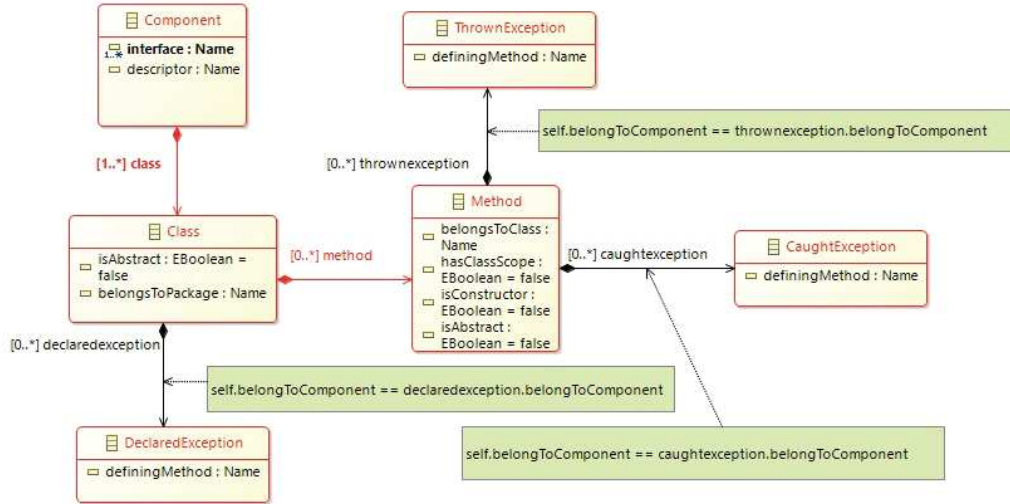 Component
1..* interface : Name
descriptor : Name
[1..*] class
ThrownException
definingMethod : Name
self.belongToComponent == thrownexception.belongToComponent
[0..*] thrownexception
Class
isAbstract : EBoolean =
false
belongsToPackage : Name
[0..*] method
Method
belongsToClass :
Name
hasClassScope :
EBoolean = false
isConstructor :
EBoolean = false
isAbstract :
EBoolean = false
[0..*] caughtexception
CaughtException
definingMethod : Name
[0..*] declaredexception
self.belongToComponent == declaredexception.belongToComponent
DeclaredException
definingMethod : Name
self.belongToComponent == caughtexception.belongToComponent